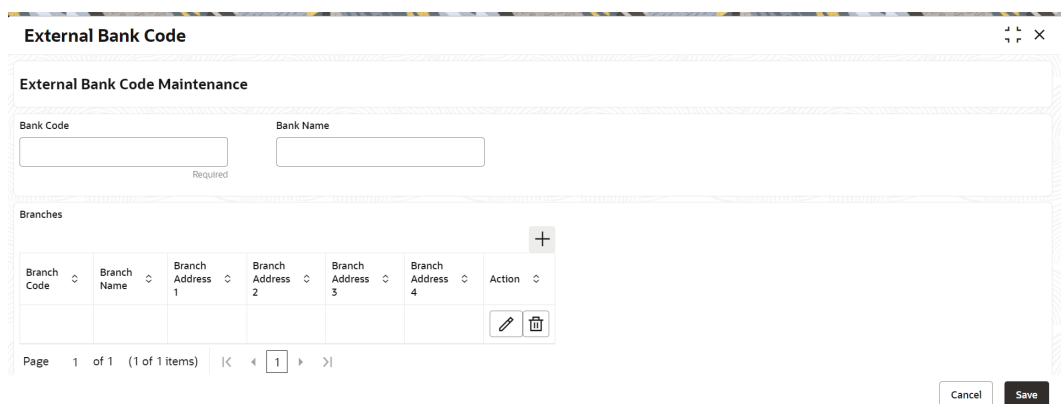 External Bank Code
External Bank Code Maintenance
Bank Code
Bank Name
Required
Branches
Branch Code
Branch Name
Branch Address 1
Branch Address 2
Branch Address 3
Branch Address 4
Action
Page 1 of 1 (1 of 1 items) 1
Cancel Save